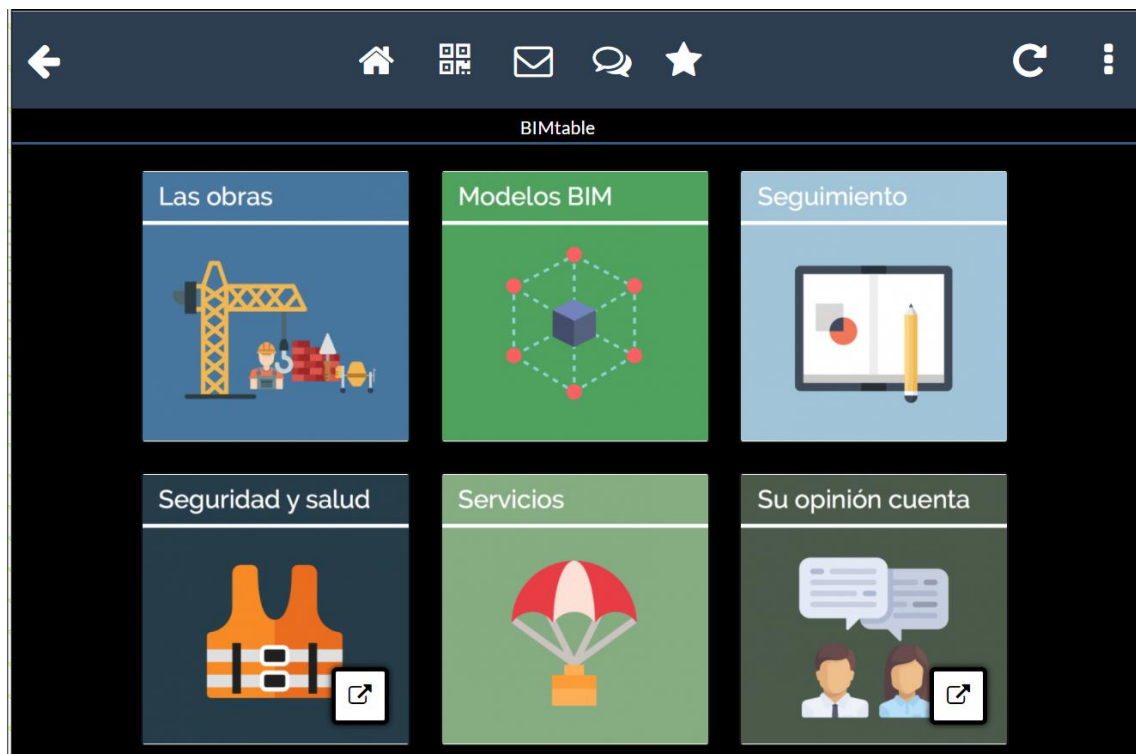 BIMtable
Las obras
Modelos BIM
Seguimiento
Seguridad y salud
Servicios
Su opinión cuenta